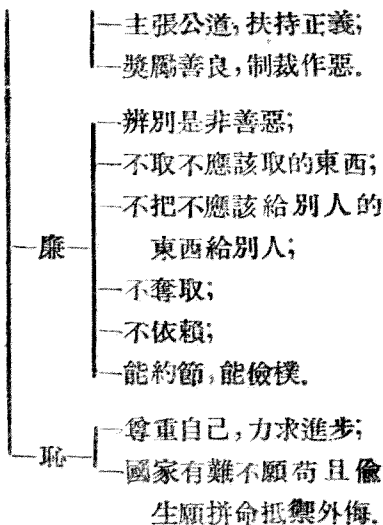 主張公道，扶持正義；
獎勵善良，制裁作惡．
辨別是非善惡；
不取不應該取的東西；
不把不應該給別人的
東西給別人；
廉
不奪取；
不依賴；
能約節，能儉樸．
尊重自己，力求進步；
恥
國家有難不願苟且偷
生願拼命抵禦外侮．